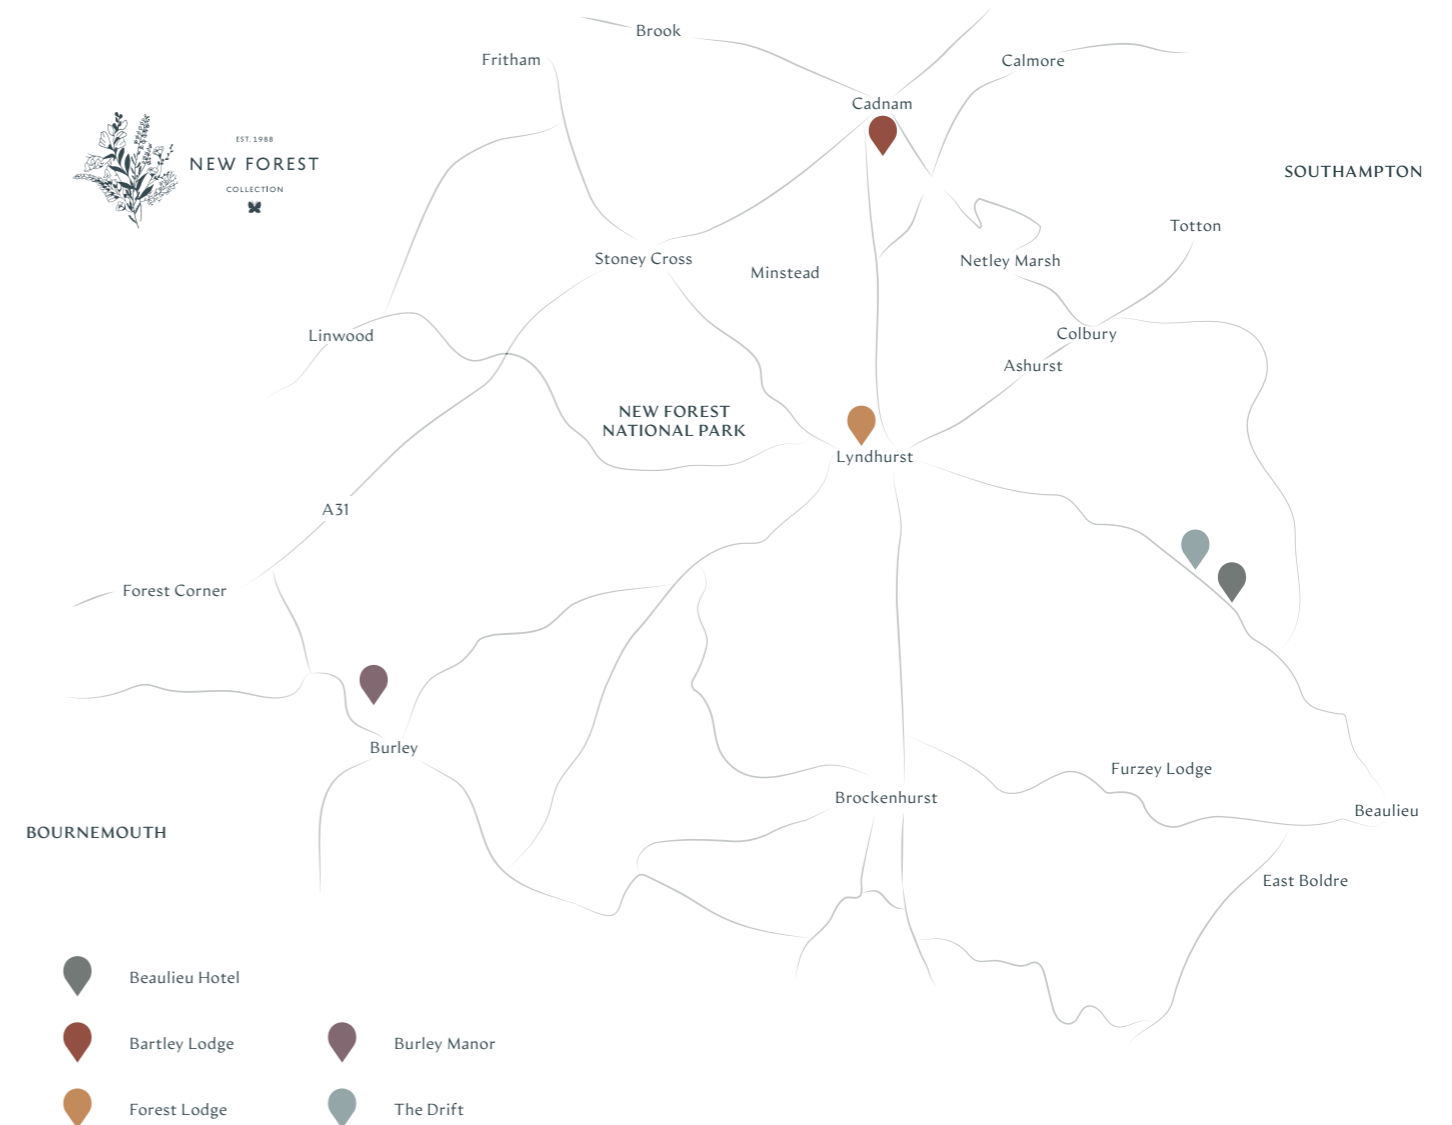 Brook
Fritham
Calmore
Cadnam
EST. 1988
NEW FOREST
COLLECTION
SOUTHAMPTON
Totton
Stoney Cross
Minstead
Netley Marsh
Linwood
Colbury
Ashurst
NEW FOREST
NATIONAL PARK
Lyndhurst
A31
Forest Corner
Burley
Furzey Lodge
Brockenhurst
Beaulieu
BOURNEMOUTH
East Boldre
Beaulieu Hotel
Bartley Lodge
Burley Manor
Forest Lodge
The Drift